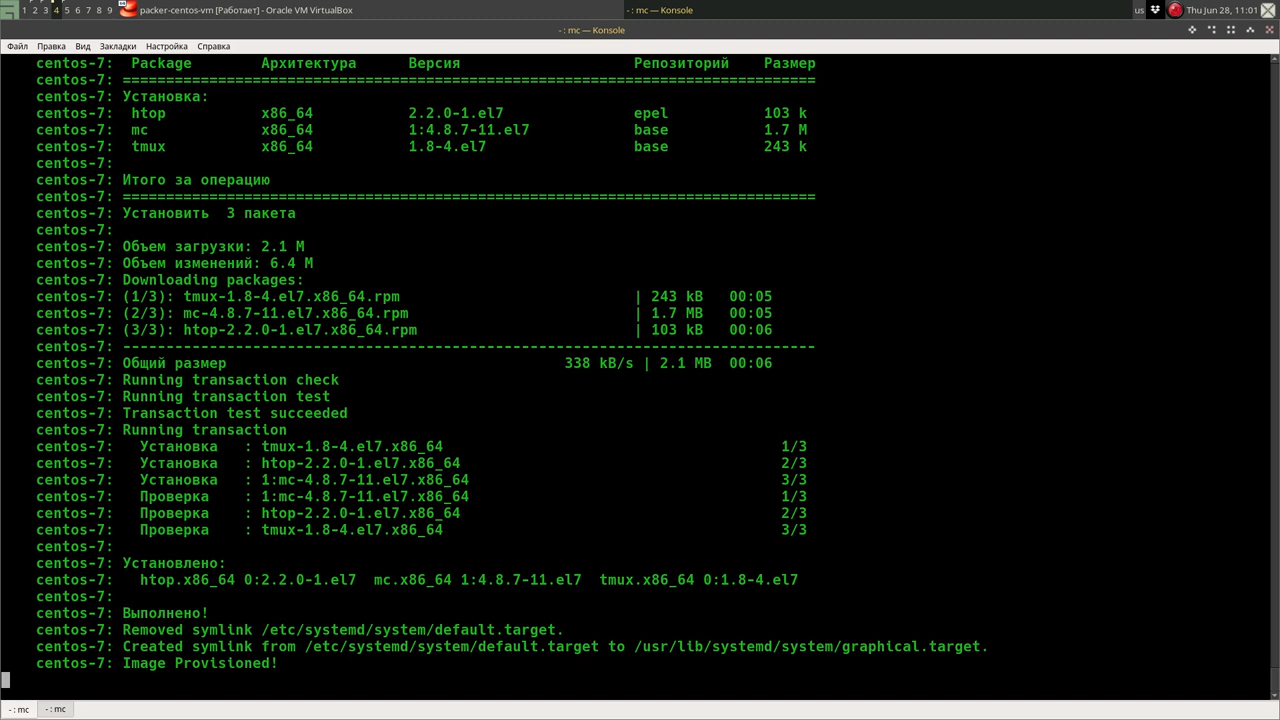 1 2 3 4 5 6 7 8 9 packer-centos-vm [Работает] - Oracle VM VirtualBox - : mc — Konsole us Thu Jun 28, 11:01
- : mc — Konsole
Файл Правка Вид Закладки Настройка Справка
centos-7: Package Архитектура Версия Репозиторий Размер
centos-7: ================================================================================
centos-7: Установка:
centos-7: htop x86_64 2.2.0-1.el7 epel 103 k
centos-7: mc x86_64 1:4.8.7-11.el7 base 1.7 M
centos-7: tmux x86_64 1.8-4.el7 base 243 k
centos-7:
centos-7: Итого за операцию
centos-7: ================================================================================
centos-7: Установить 3 пакета
centos-7:
centos-7: Объем загрузки: 2.1 M
centos-7: Объем изменений: 6.4 M
centos-7: Downloading packages:
centos-7: (1/3): tmux-1.8-4.el7.x86_64.rpm | 243 kB 00:05
centos-7: (2/3): mc-4.8.7-11.el7.x86_64.rpm | 1.7 MB 00:05
centos-7: (3/3): htop-2.2.0-1.el7.x86_64.rpm | 103 kB 00:06
centos-7: --------------------------------------------------------------------------------
centos-7: Общий размер 338 kB/s | 2.1 MB 00:06
centos-7: Running transaction check
centos-7: Running transaction test
centos-7: Transaction test succeeded
centos-7: Running transaction
centos-7: Установка : tmux-1.8-4.el7.x86_64 1/3
centos-7: Установка : htop-2.2.0-1.el7.x86_64 2/3
centos-7: Установка : 1:mc-4.8.7-11.el7.x86_64 3/3
centos-7: Проверка : 1:mc-4.8.7-11.el7.x86_64 1/3
centos-7: Проверка : htop-2.2.0-1.el7.x86_64 2/3
centos-7: Проверка : tmux-1.8-4.el7.x86_64 3/3
centos-7:
centos-7: Установлено:
centos-7: htop.x86_64 0:2.2.0-1.el7 mc.x86_64 1:4.8.7-11.el7 tmux.x86_64 0:1.8-4.el7
centos-7:
centos-7: Выполнено!
centos-7: Removed symlink /etc/systemd/system/default.target.
centos-7: Created symlink from /etc/systemd/system/default.target to /usr/lib/systemd/system/graphical.target.
centos-7: Image Provisioned!
- : mc - : mc